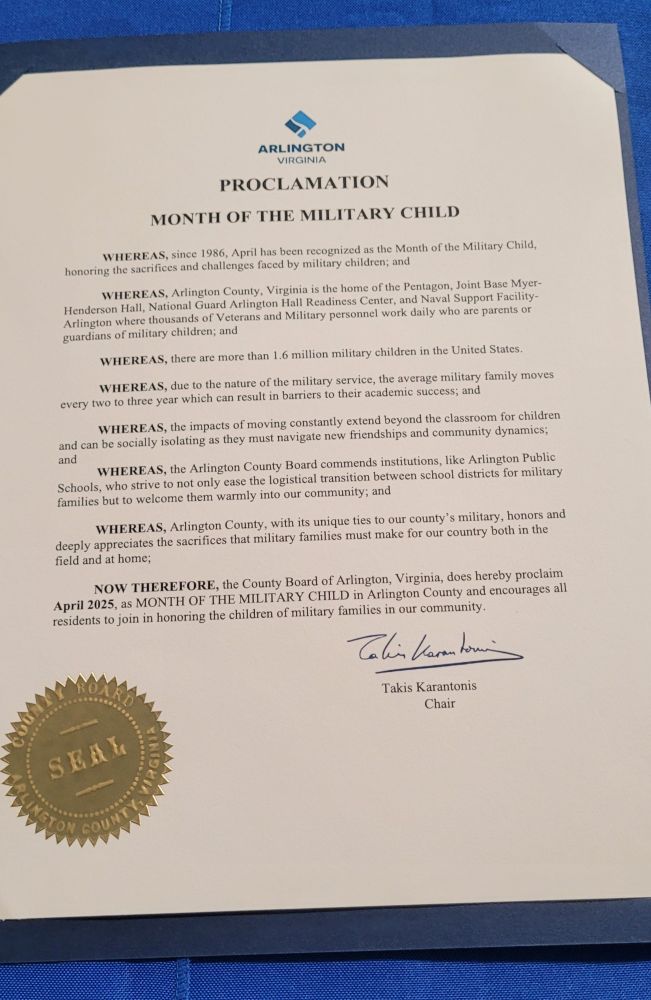 ARLINGTON
VIRGINIA
PROCLAMATION
MONTH OF THE MILITARY CHILD
WHEREAS, since 1986, April has been recognized as the Month of the Military Child,
honoring the sacrifices and challenges faced by military children; and
WHEREAS, Arlington County, Virginia is the home of the Pentagon, Joint Base Myer-
Henderson Hall, National Guard Arlington Hall Readiness Center, and Naval Support Facility-
Arlington where thousands of Veterans and Military personnel work daily who are parents or
guardians of military children; and
WHEREAS, there are more than 1.6 million military children in the United States.
WHEREAS, due to the nature of the military service, the average military family moves
every two to three year which can result in barriers to their academic success; and
WHEREAS, the impacts of moving constantly extend beyond the classroom for children
and can be socially isolating as they must navigate new friendships and community dynamics;
and
WHEREAS, the Arlington County Board commends institutions, like Arlington Public
Schools, who strive to not only ease the logistical transition between school districts for military
families but to welcome them warmly into our community; and
WHEREAS, Arlington County, with its unique ties to our county's military, honors and
deeply appreciates the sacrifices that military families must make for our country both in the
field and at home;
NOW THEREFORE, the County Board of Arlington, Virginia, does hereby proclaim
April 2025, as MONTH OF THE MILITARY CHILD in Arlington County and encourages all
residents to join in honoring the children of military families in our community.
Takis Karantonis
Takis Karantonis
Chair
COUNTY BOARD
SEAL
ARLINGTON COUNTY, VIRGINIA